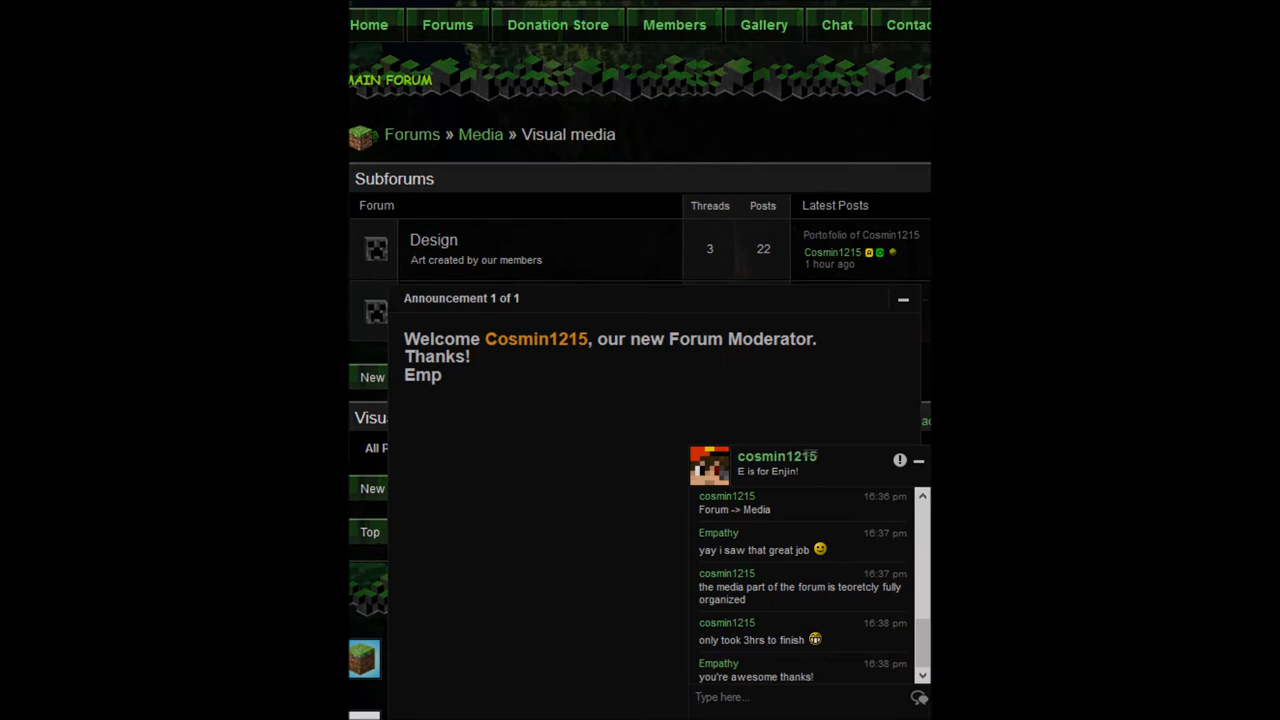 Home Forums Donation Store Members Gallery Chat Contac
MAIN FORUM
Forums » Media » Visual media
Subforums
Forum Threads Posts Latest Posts
Design
Art created by our members
3 22
Portofolio of Cosmin1215
Cosmin1215
1 hour ago
Announcement 1 of 1
Welcome Cosmin1215, our new Forum Moderator.
Thanks!
Emp
New
Visu
All P
New
Top
cosmin1215
E is for Enjin!
cosmin1215 16:36 pm
Forum -> Media
Empathy 16:37 pm
yay i saw that great job
cosmin1215 16:37 pm
the media part of the forum is teoretcly fully
organized
cosmin1215 16:38 pm
only took 3hrs to finish
Empathy 16:38 pm
you're awesome thanks!
Type here...